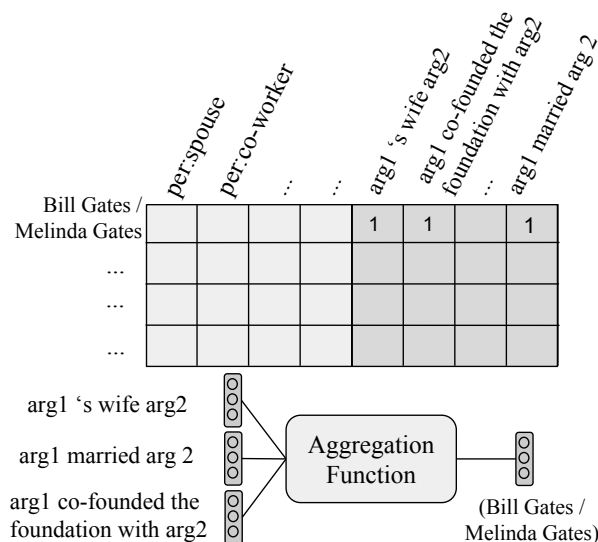 per:spouse
per:co-worker
...
...
arg1 ‘s wife arg2
arg1 co-founded the
foundation with arg2
...
arg1 married arg 2
Bill Gates /
Melinda Gates
1 1 1
...
...
...
arg1 ‘s wife arg2
arg1 married arg 2
arg1 co-founded the
foundation with arg2
Aggregation
Function
(Bill Gates /
Melinda Gates)